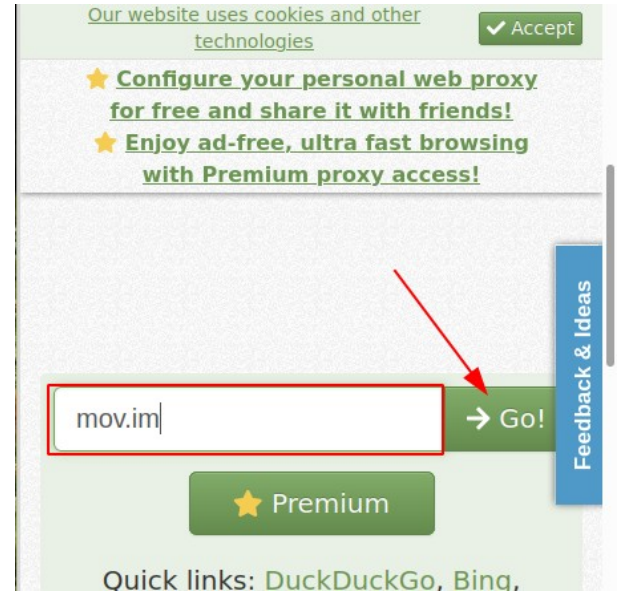 Our website uses cookies and other
technologies
Accept
Configure your personal web proxy
for free and share it with friends!
Enjoy ad-free, ultra fast browsing
with Premium proxy access!
Feedback & Ideas
mov.im
Go!
Premium
Quick links: DuckDuckGo, Bing,